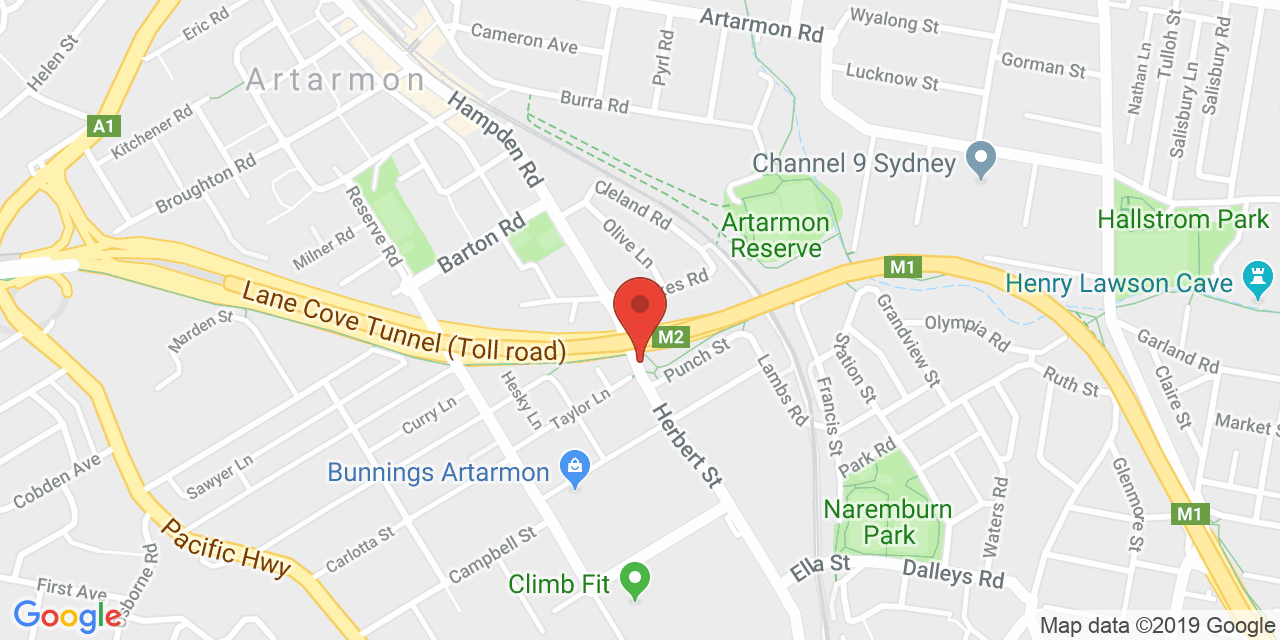 Eric Rd
Helen St
Cameron Ave
Pyrl Rd
Artarmon Rd
Wyalong St
Lucknow St
Gorman St
Nathan Ln
Tulloh St
Salisbury Ln
Salisbury Rd
Artarmon
A1
Kitchener Rd
Hampden Rd
Burra Rd
Broughton Rd
Channel 9 Sydney
Reserve Rd
Cleland Rd
Artarmon
Reserve
Hallstrom Park
Milner Rd
Barton Rd
Olive Ln
M1
Henry Lawson Cave
Lane Cove Tunnel (Toll road)
Marden St
M2
Punch St
Grandview St
Olympia Rd
Garland Rd
Station St
Ruth St
Claire St
Hesky Ln
Taylor Ln
Curry Ln
Lambs Rd
Francis St
Market S
Herbert St
Park Rd
Bunnings Artarmon
Sawyer Ln
Cobden Ave
Glenmore St
Waters Rd
Naremburn
Park
M1
Pacific Hwy
Carlotta St
Campbell St
Climb Fit
Ella St
Dalleys Rd
First Ave
Google
Map data ©2019 Google